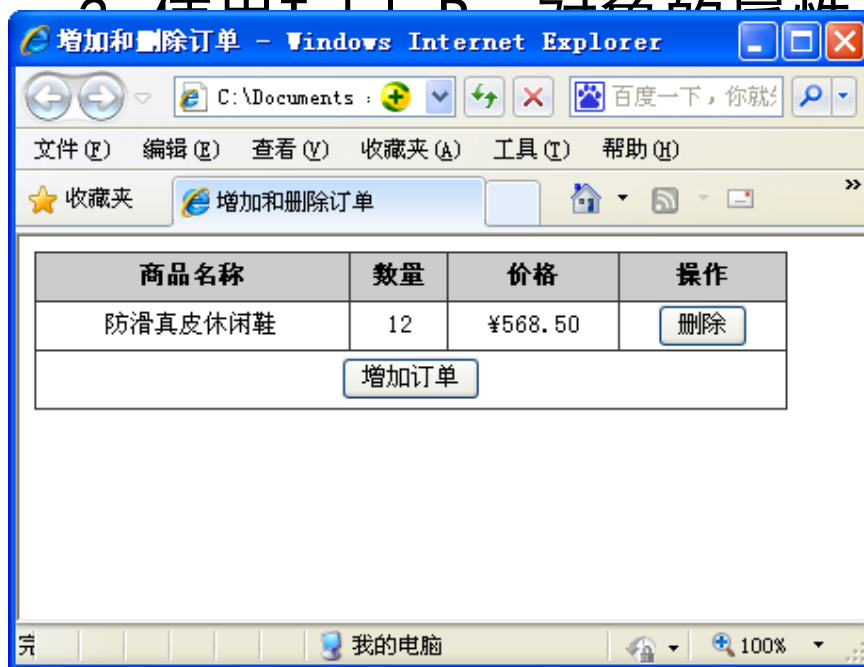 增加和删除订单 - Windows Internet Explorer
C:\Documents 百度一下，你就
文件(F) 编辑(E) 查看(V) 收藏夹(A) 工具(T) 帮助(H)
收藏夹 增加和删除订单 »
商品名称 数量 价格 操作
防滑真皮休闲鞋 12 ¥568.50 删除
增加订单
完 我的电脑 100%